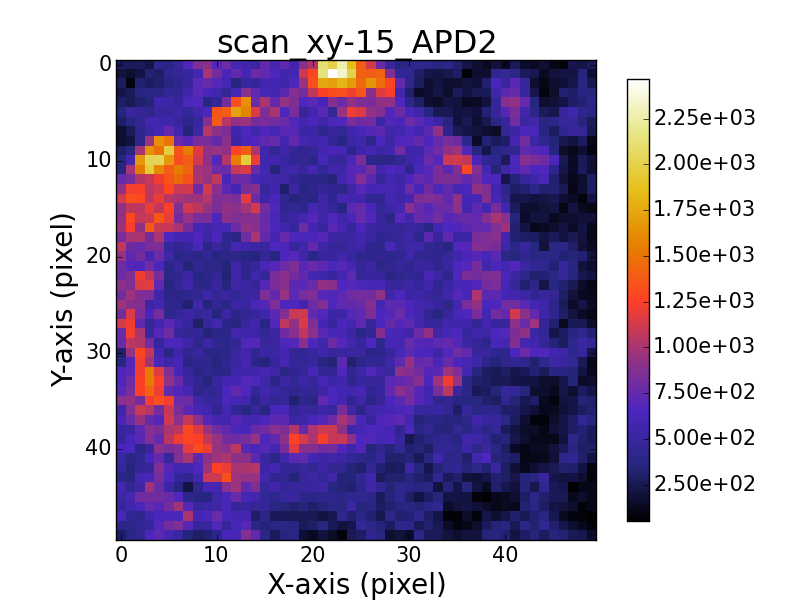 scan_xy-15_APD2
0
10
20
30
40
Y-axis (pixel)
0 10 20 30 40
X-axis (pixel)
2.25e+03
2.00e+03
1.75e+03
1.50e+03
1.25e+03
1.00e+03
7.50e+02
5.00e+02
2.50e+02